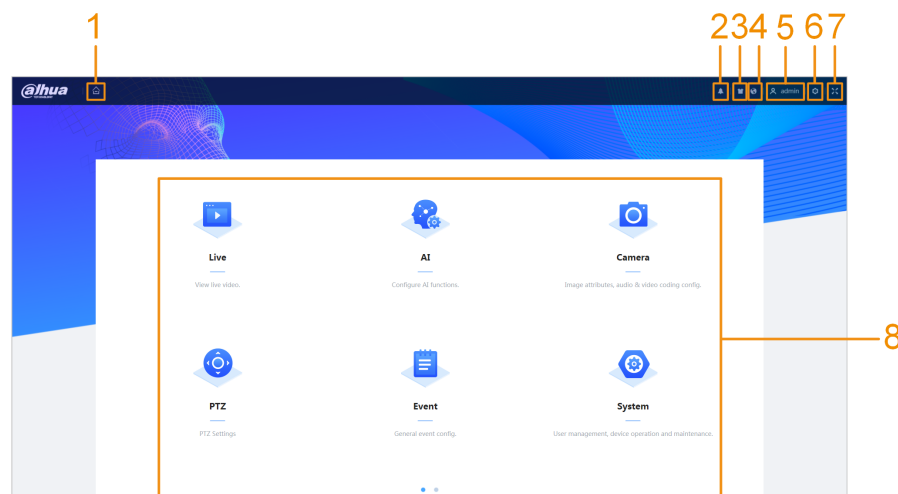 1 2 3 4 5 6 7
alhua
TECHNOLOGY
admin
Live AI Camera
View live video. Configure AI functions. Image attributes, audio & video coding config.
8
PTZ Event System
PTZ Settings General event config. User management, device operation and maintenance.